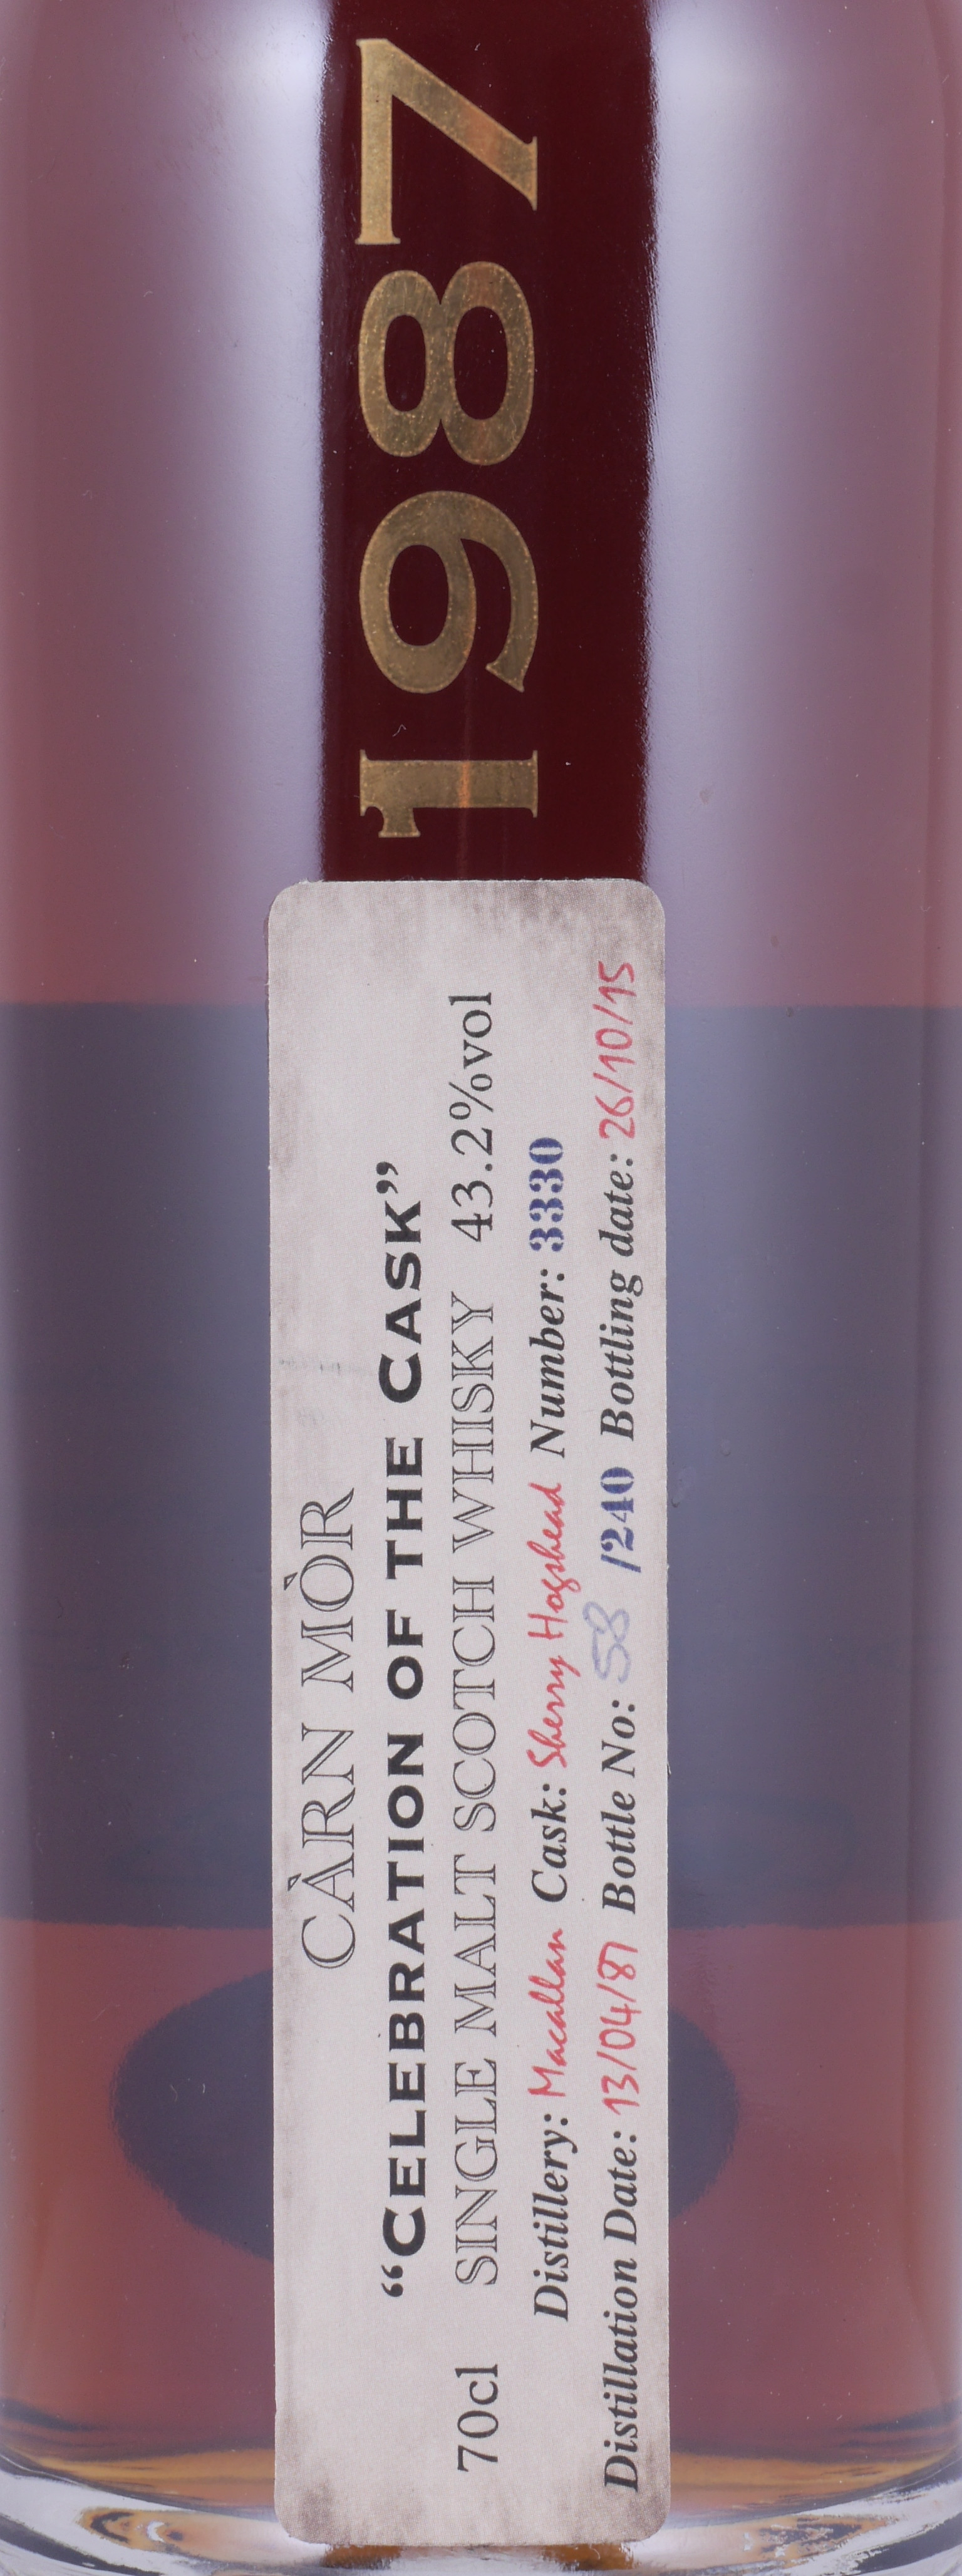 1987
CÀRN MÒR
“CELEBRATION OF THE CASK”
70cl SINGLE MALT SCOTCH WHISKY 43.2%vol
Distillery: Macallan Cask: Sherry Hogshead Number: 3330
Distillation Date: 13/04/87 Bottle No: 58 /240 Bottling date: 26/10/15